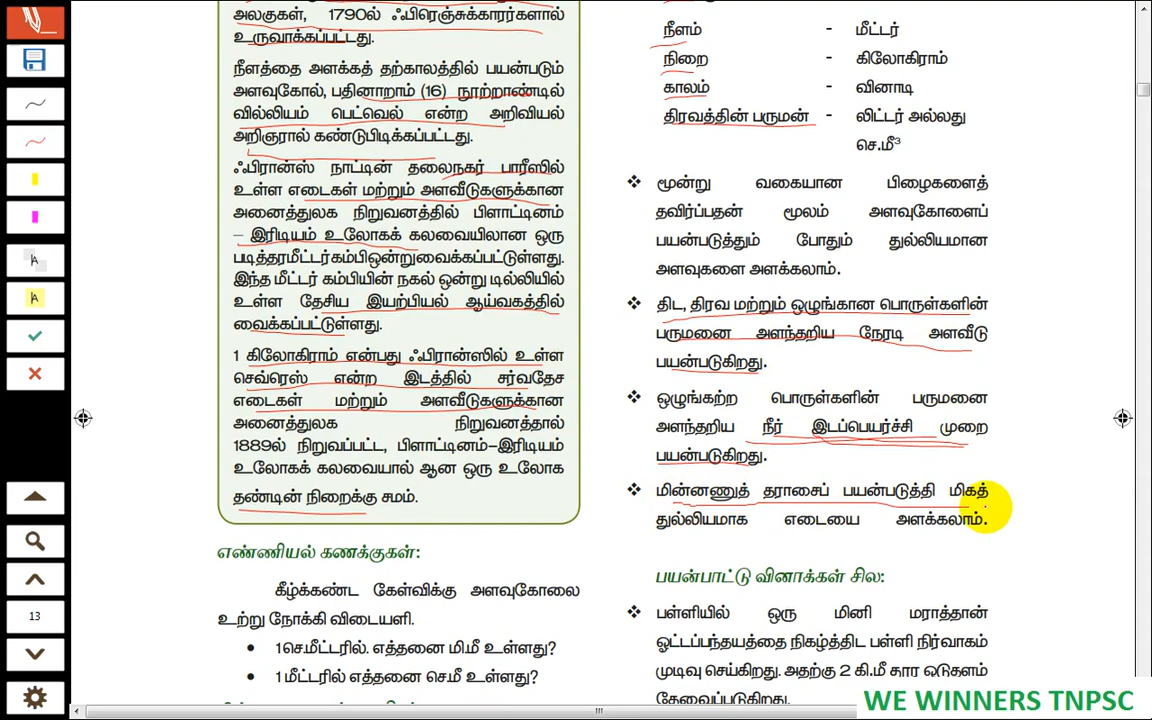 அலகுகள், 1790ல் ஃபிரெஞ்சுக்காரர்களால்
உருவாக்கப்பட்டது.
நீளத்தை அளக்கத் தற்காலத்தில் பயன்படும்
அளவுகோல், பதினாறாம் (16) நூற்றாண்டில்
வில்லியம் பெட்வெல் என்ற அறிவியல்
அறிஞரால் கண்டுபிடிக்கப்பட்டது.
ஃபிரான்ஸ் நாட்டின் தலைநகர் பாரீஸில்
உள்ள எடைகள் மற்றும் அளவீடுகளுக்கான
அனைத்துலக நிறுவனத்தில் பிளாட்டினம்
– இரிடியம் உலோகக் கலவையிலான ஒரு
படித்தரமீட்டர்கம்பிஒன்றுவைக்கப்பட்டுள்ளது.
இந்த மீட்டர் கம்பியின் நகல் ஒன்று டில்லியில்
உள்ள தேசிய இயற்பியல் ஆய்வகத்தில்
வைக்கப்பட்டுள்ளது.
1 கிலோகிராம் என்பது ஃபிரான்ஸில் உள்ள
செவ்ரெஸ் என்ற இடத்தில் சர்வதேச
எடைகள் மற்றும் அளவீடுகளுக்கான
அனைத்துலக நிறுவனத்தால்
1889ல் நிறுவப்பட்ட, பிளாட்டினம்–இரிடியம்
உலோகக் கலவையால் ஆன ஒரு உலோக
தண்டின் நிறைக்கு சமம்.
எண்ணியல் கணக்குகள்:
கீழ்க்கண்ட கேள்விக்கு அளவுகோலை
உற்று நோக்கி விடையளி.
• 1செ.மீட்டரில். எத்தனை மி.மீ உள்ளது?
• 1மீட்டரில் எத்தனை செ.மீ உள்ளது?
நீளம் - மீட்டர்
நிறை - கிலோகிராம்
காலம் - வினாடி
திரவத்தின் பருமன் - லிட்டர் அல்லது
செ.மீ³
❖ மூன்று வகையான பிழைகளைத்
தவிர்ப்பதன் மூலம் அளவுகோளைப்
பயன்படுத்தும் போதும் துல்லியமான
அளவுகளை அளக்கலாம்.
❖ திட, திரவ மற்றும் ஒழுங்கான பொருள்களின்
பருமனை அளந்தறிய நேரடி அளவீடு
பயன்படுகிறது.
❖ ஒழுங்கற்ற பொருள்களின் பருமனை
அளந்தறிய நீர் இடப்பெயர்ச்சி முறை
பயன்படுகிறது.
❖ மின்னணுத் தராசைப் பயன்படுத்தி மிகத்
துல்லியமாக எடையை அளக்கலாம்.
பயன்பாட்டு வினாக்கள் சில:
❖ பள்ளியில் ஒரு மினி மராத்தான்
ஓட்டப்பந்தயத்தை நிகழ்த்திட பள்ளி நிர்வாகம்
முடிவு செய்கிறது. அதற்கு 2 கி.மீ தார் ஓடுதளம்
தேவைப்படுகிறது.
13
WE WINNERS TNPSC